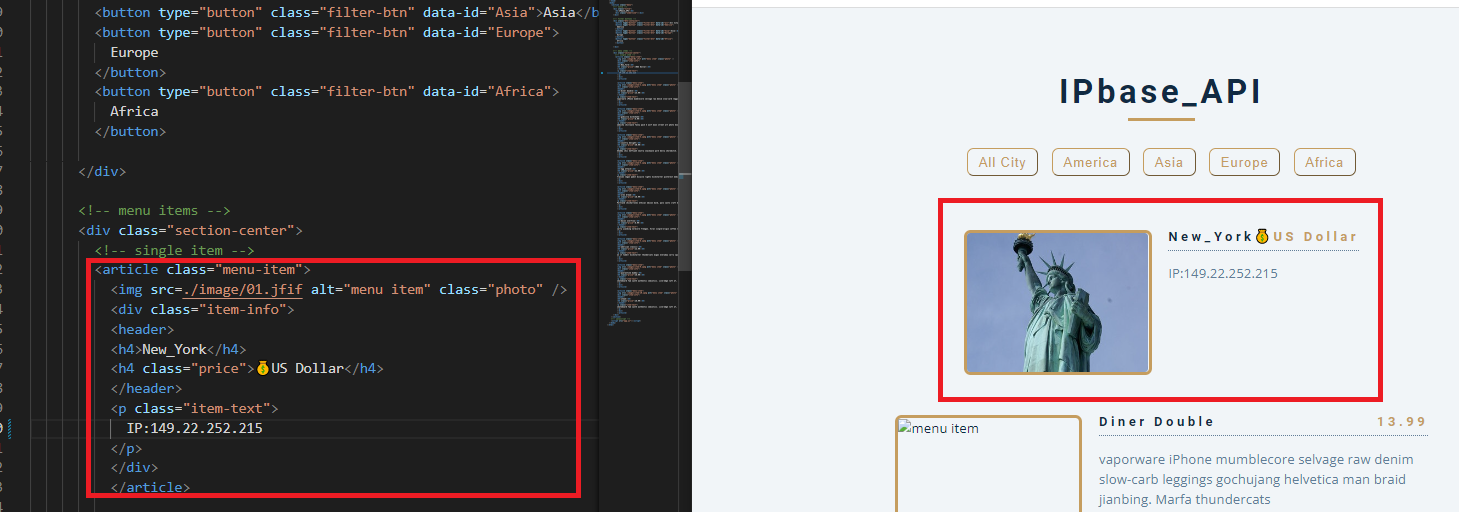 <button type="button" class="filter-btn" data-id="Asia">Asia</b
<button type="button" class="filter-btn" data-id="Europe">
Europe
</button>
<button type="button" class="filter-btn" data-id="Africa">
Africa
</button>
</div>
<!-- menu items -->
<div class="section-center">
<!-- single item -->
<article class="menu-item">
<img src=./image/01.jfif alt="menu item" class="photo" />
<div class="item-info">
<header>
<h4>New_York</h4>
<h4 class="price">💰US Dollar</h4>
</header>
<p class="item-text">
IP:149.22.252.215
</p>
</div>
</article>
IPbase_API
All City
America
Asia
Europe
Africa
New_York💰US Dollar
IP:149.22.252.215
menu item
Diner Double 13.99
vaporware iPhone mumblecore selvage raw denim
slow-carb leggings gochujang helvetica man braid
jianbing. Marfa thundercats